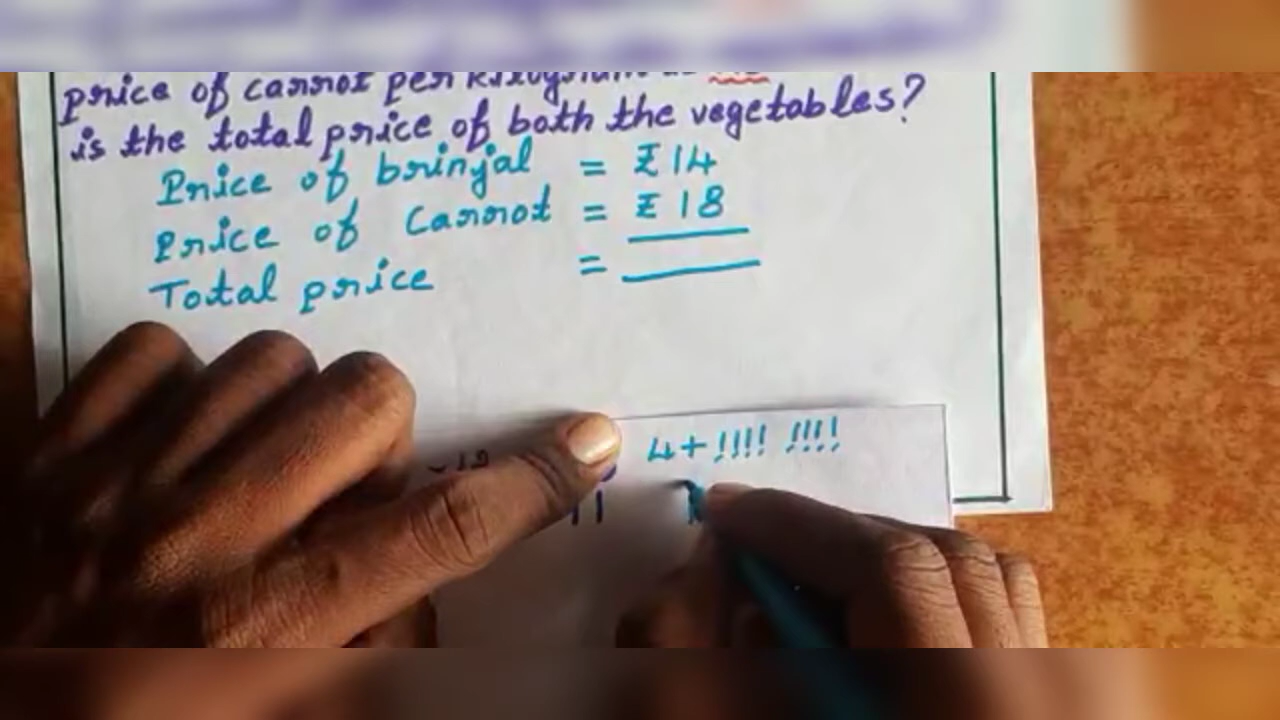 price of carrot per kilogram
is the total price of both the vegetables?
Price of brinjal = ₹14
Price of Carrot = ₹18
Total price =
4+ !!!! !!!!